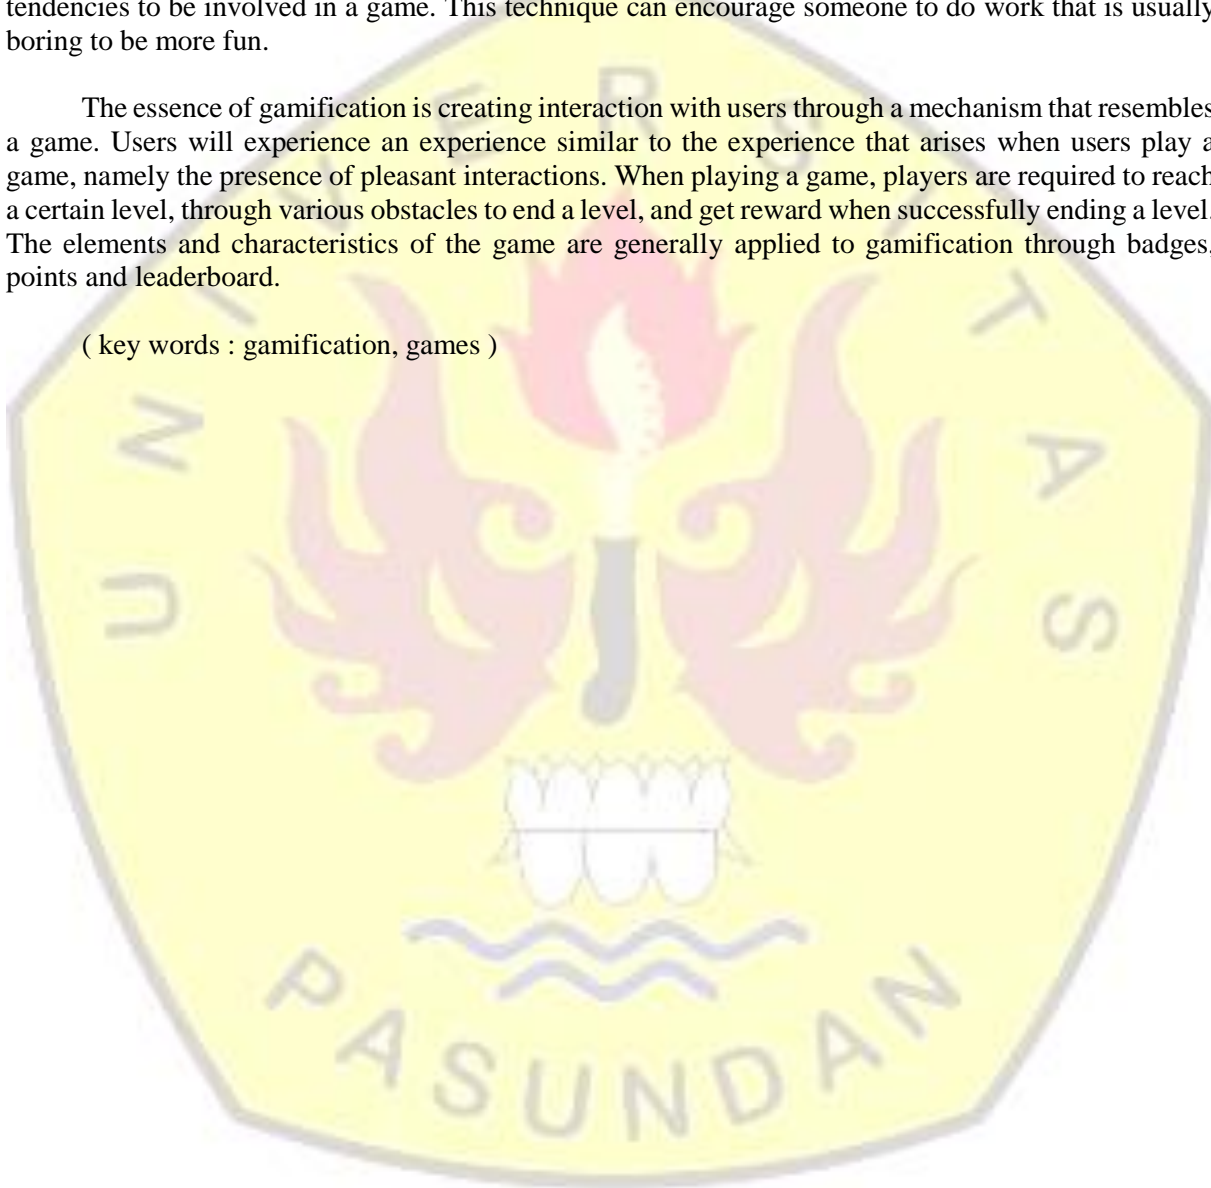 tendencies to be involved in a game. This technique can encourage someone to do work that is usually
boring to be more fun.
The essence of gamification is creating interaction with users through a mechanism that resembles
a game. Users will experience an experience similar to the experience that arises when users play a
game, namely the presence of pleasant interactions. When playing a game, players are required to reach
a certain level, through various obstacles to end a level, and get reward when successfully ending a level.
The elements and characteristics of the game are generally applied to gamification through badges,
points and leaderboard.
( key words : gamification, games )
UNIVERSITAS
PASUNDAN